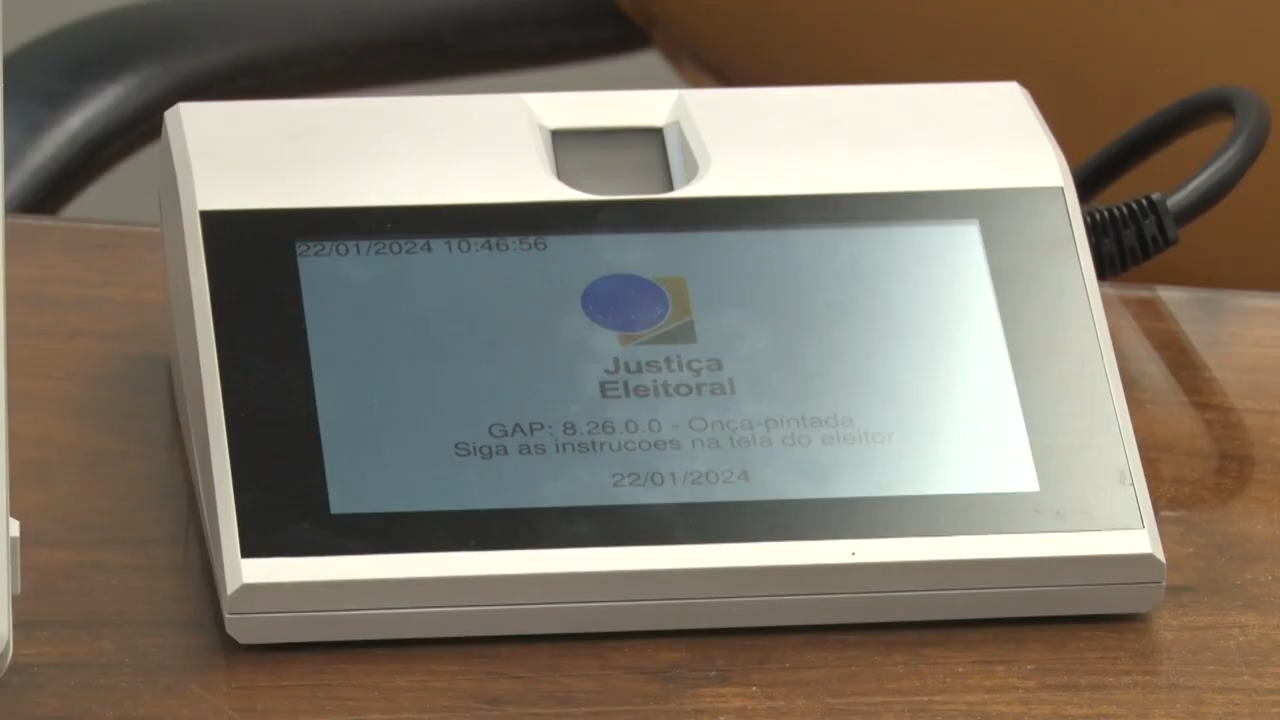 22/01/2024 10:46:56
Justiça
Eleitoral
GAP: 8.26.0.0 - Onça-pintada
Siga as instrucoes na tela do eleitor
22/01/2024